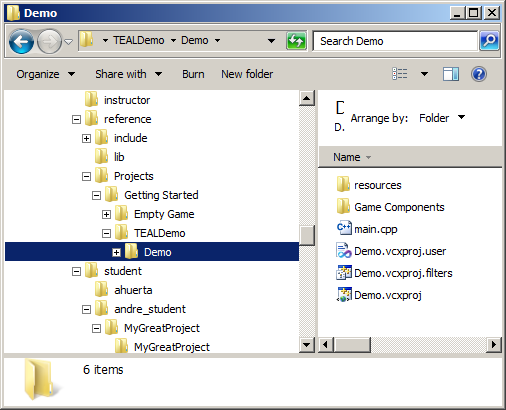 Demo
TEALDemo Demo Search Demo
Organize Share with Burn New folder
instructor
reference
include
lib
Projects
Getting Started
Empty Game
TEALDemo
Demo
student
ahuerta
andre_student
MyGreatProject
MyGreatProject
D
D.
Arrange by: Folder
Name
resources
Game Components
main.cpp
Demo.vcxproj.user
Demo.vcxproj.filters
Demo.vcxproj
6 items